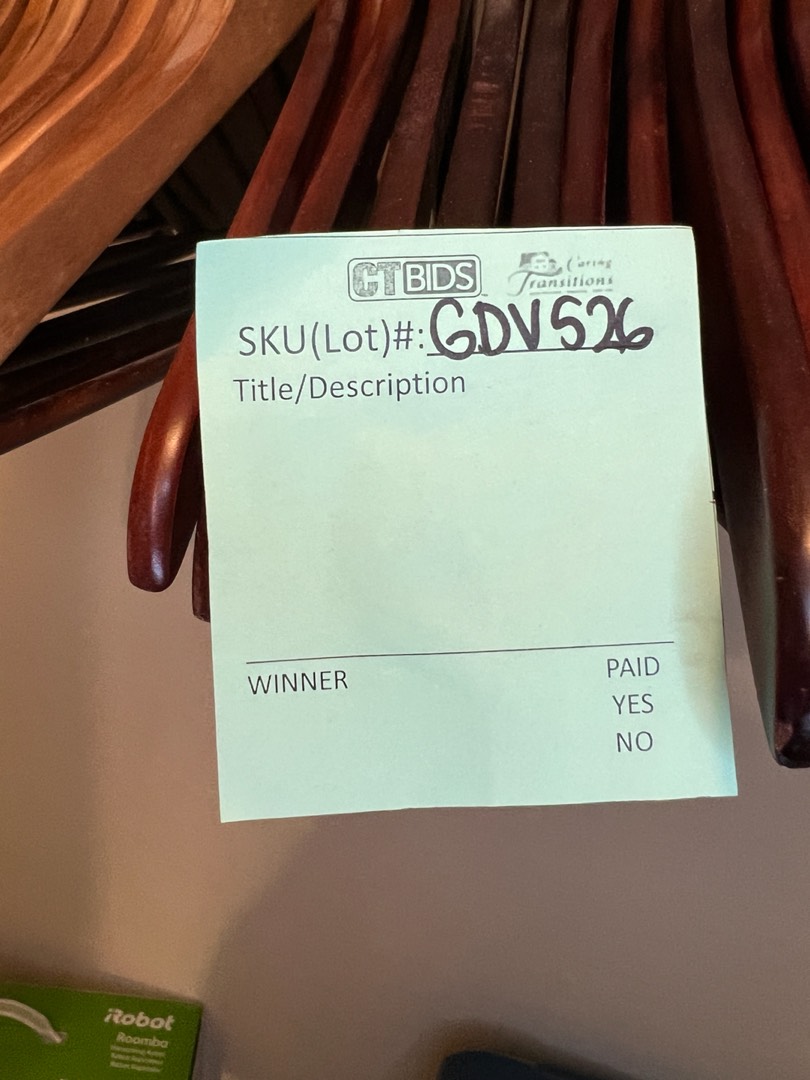 CTBIDS
Caring Transitions
SKU(Lot)#: GDV526
Title/Description
WINNER
PAID
YES
NO
iRobot
Roomba